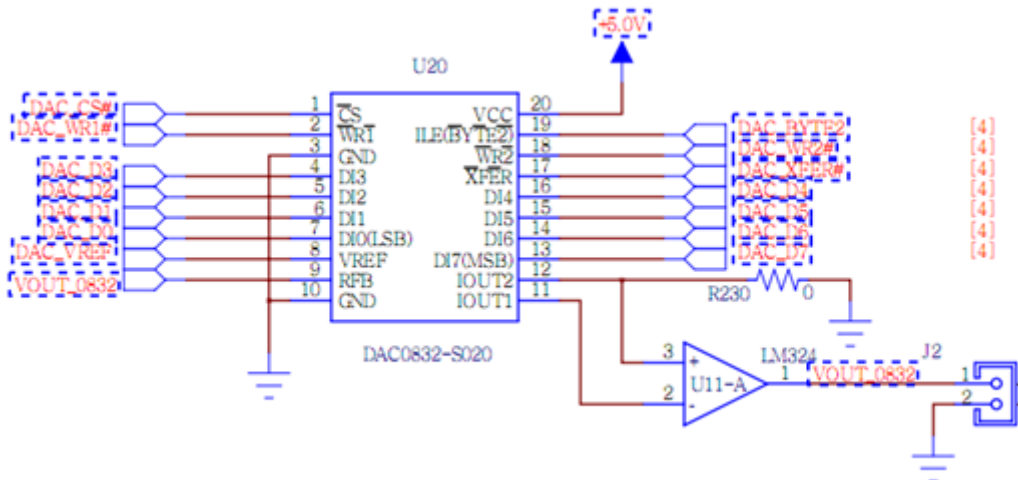 +5.0V
U20
DAC_CS#
DAC_WR1#
DAC_D3
DAC_D2
DAC_D1
DAC_D0
DAC_VREF
VOUT_0832
1
2
3
4
5
6
7
8
9
10
CS
WR1
GND
DI3
DI2
DI1
DI0(LSB)
VREF
RFB
GND
VCC
ILE(BYTE2)
WR2
XFER
DI4
DI5
DI6
DI7(MSB)
IOUT2
IOUT1
20
19
18
17
16
15
14
13
12
11
DAC_BYTE2 [4]
DAC_WR2# [4]
DAC_XFER# [4]
DAC_D4 [4]
DAC_D5 [4]
DAC_D6 [4]
DAC_D7 [4]
R230 0
DAC0832-SO20
3 + LM324 J2
U11-A 1 VOUT_0832 1
2 - 2